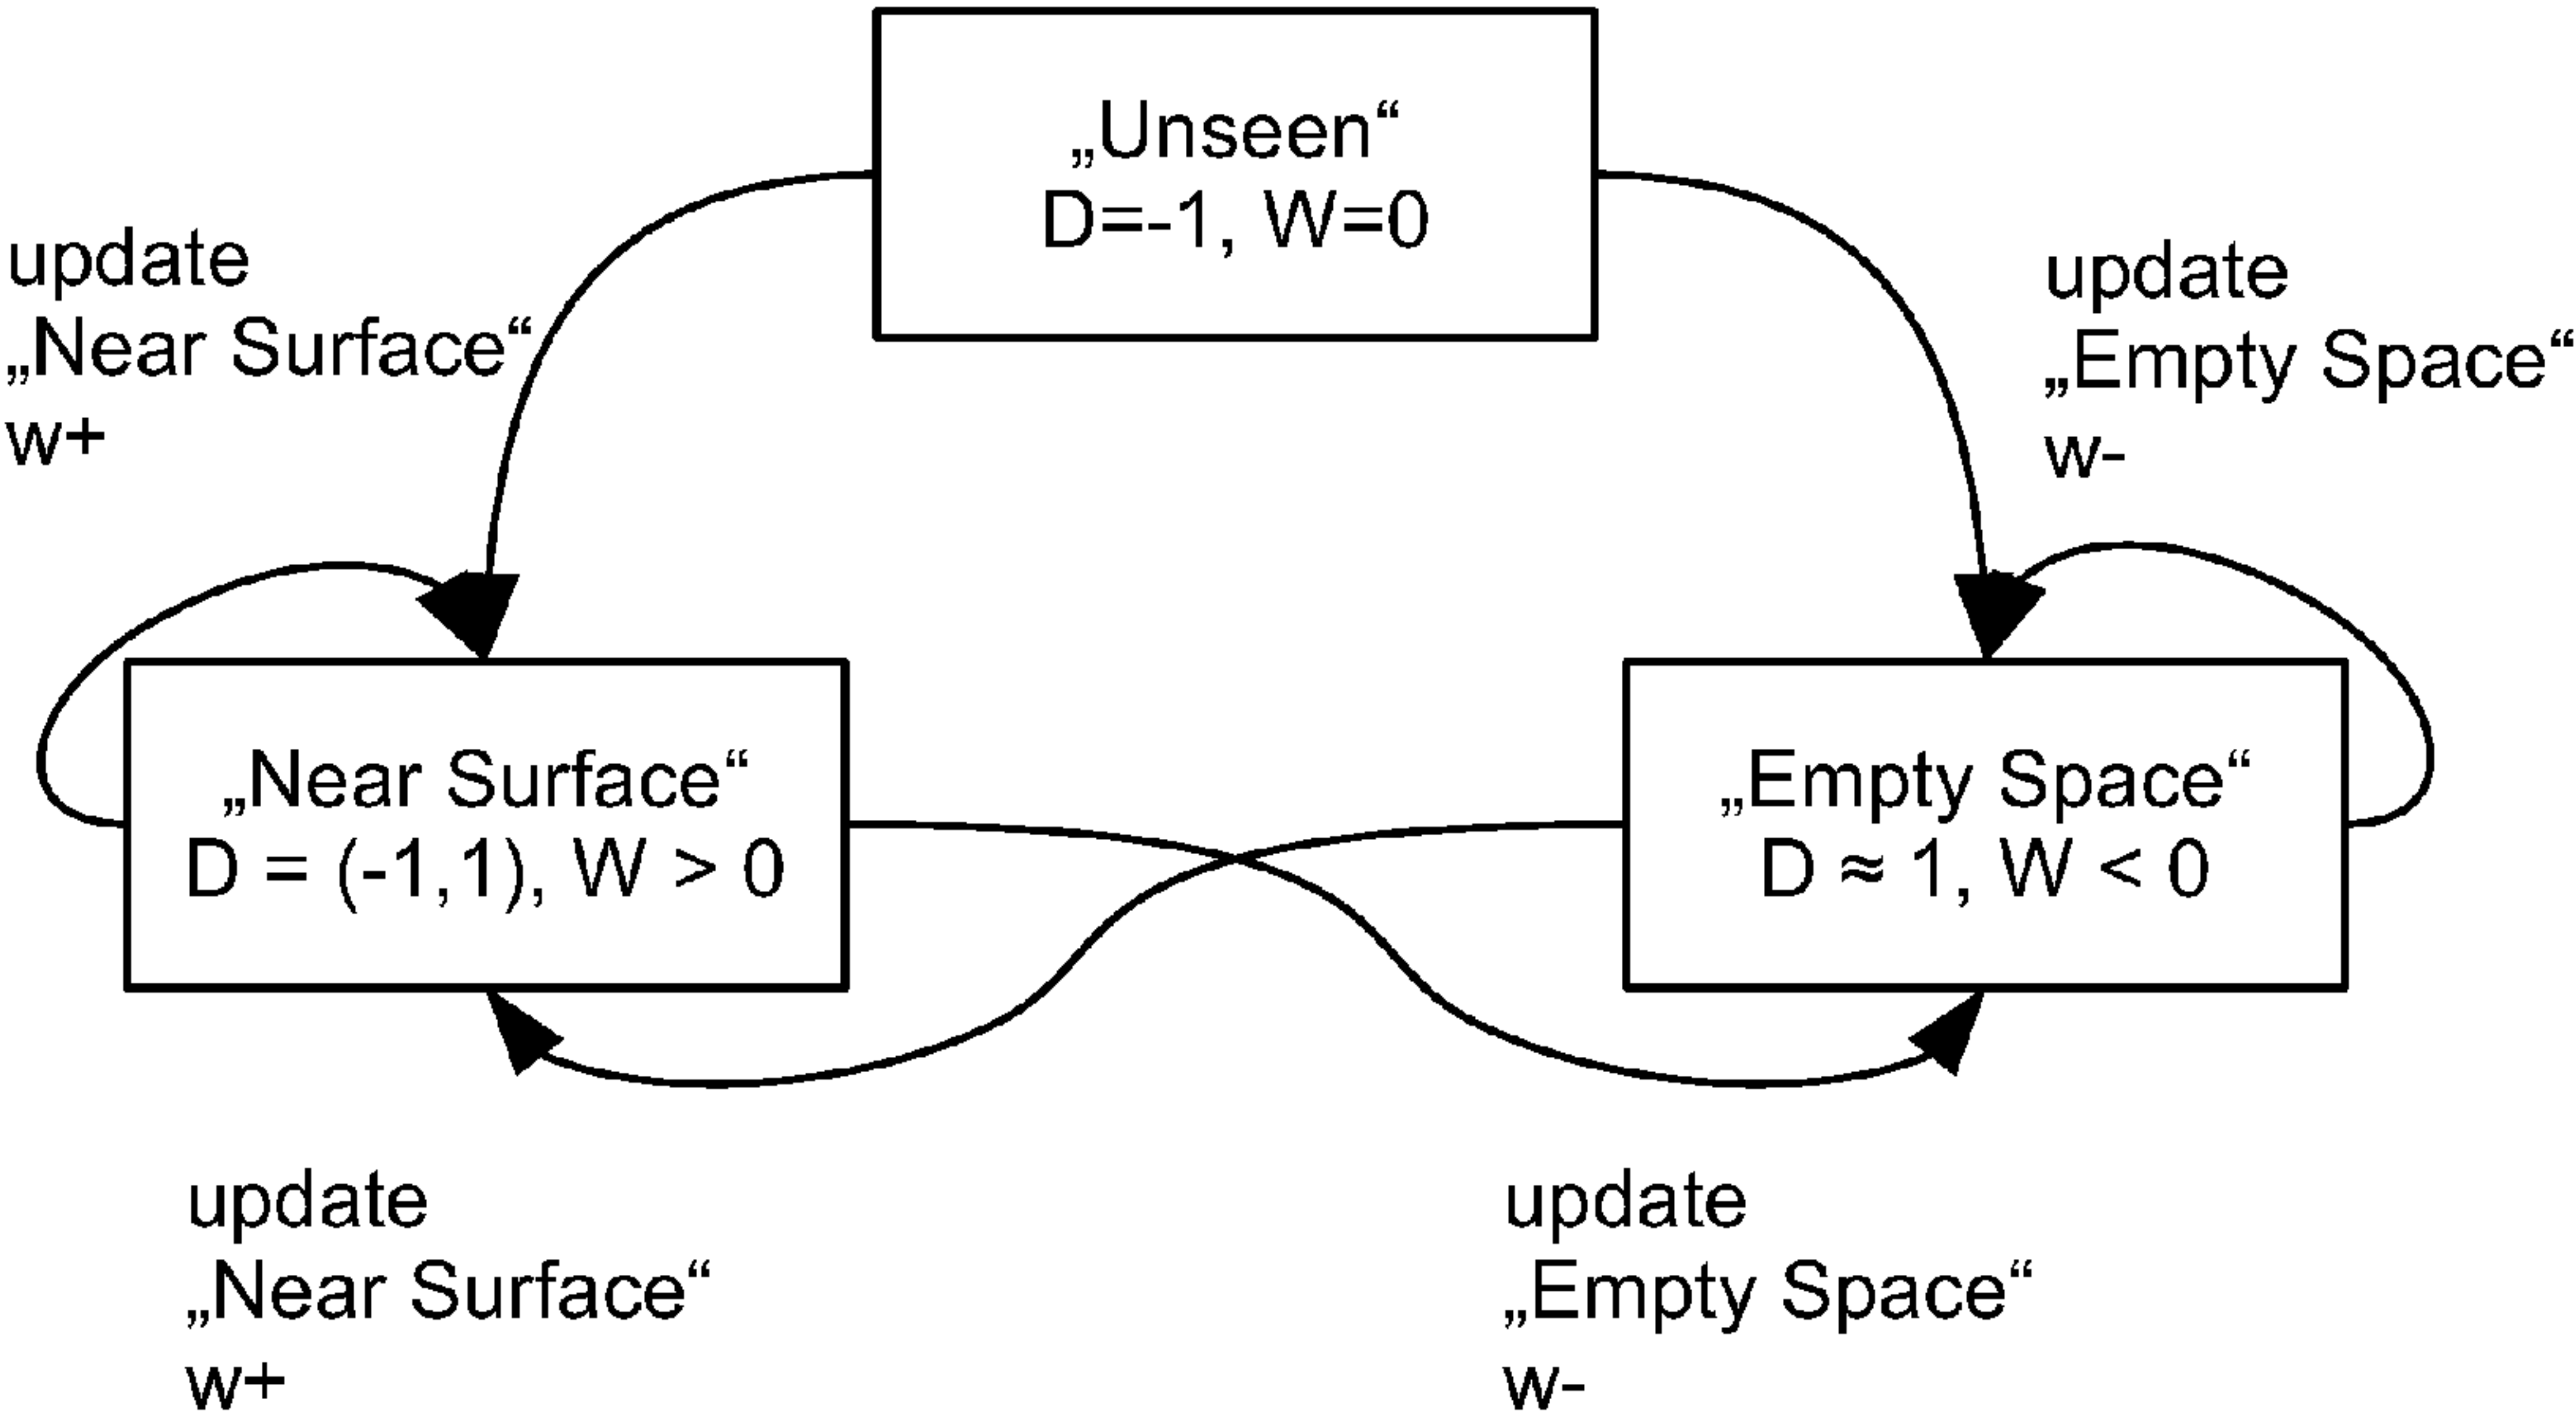 „Unseen“
D=-1, W=0
update
„Near Surface“
w+
update
„Empty Space“
w-
„Near Surface“
D = (-1,1), W > 0
„Empty Space“
D ≈ 1, W < 0
update
„Near Surface“
w+
update
„Empty Space“
w-